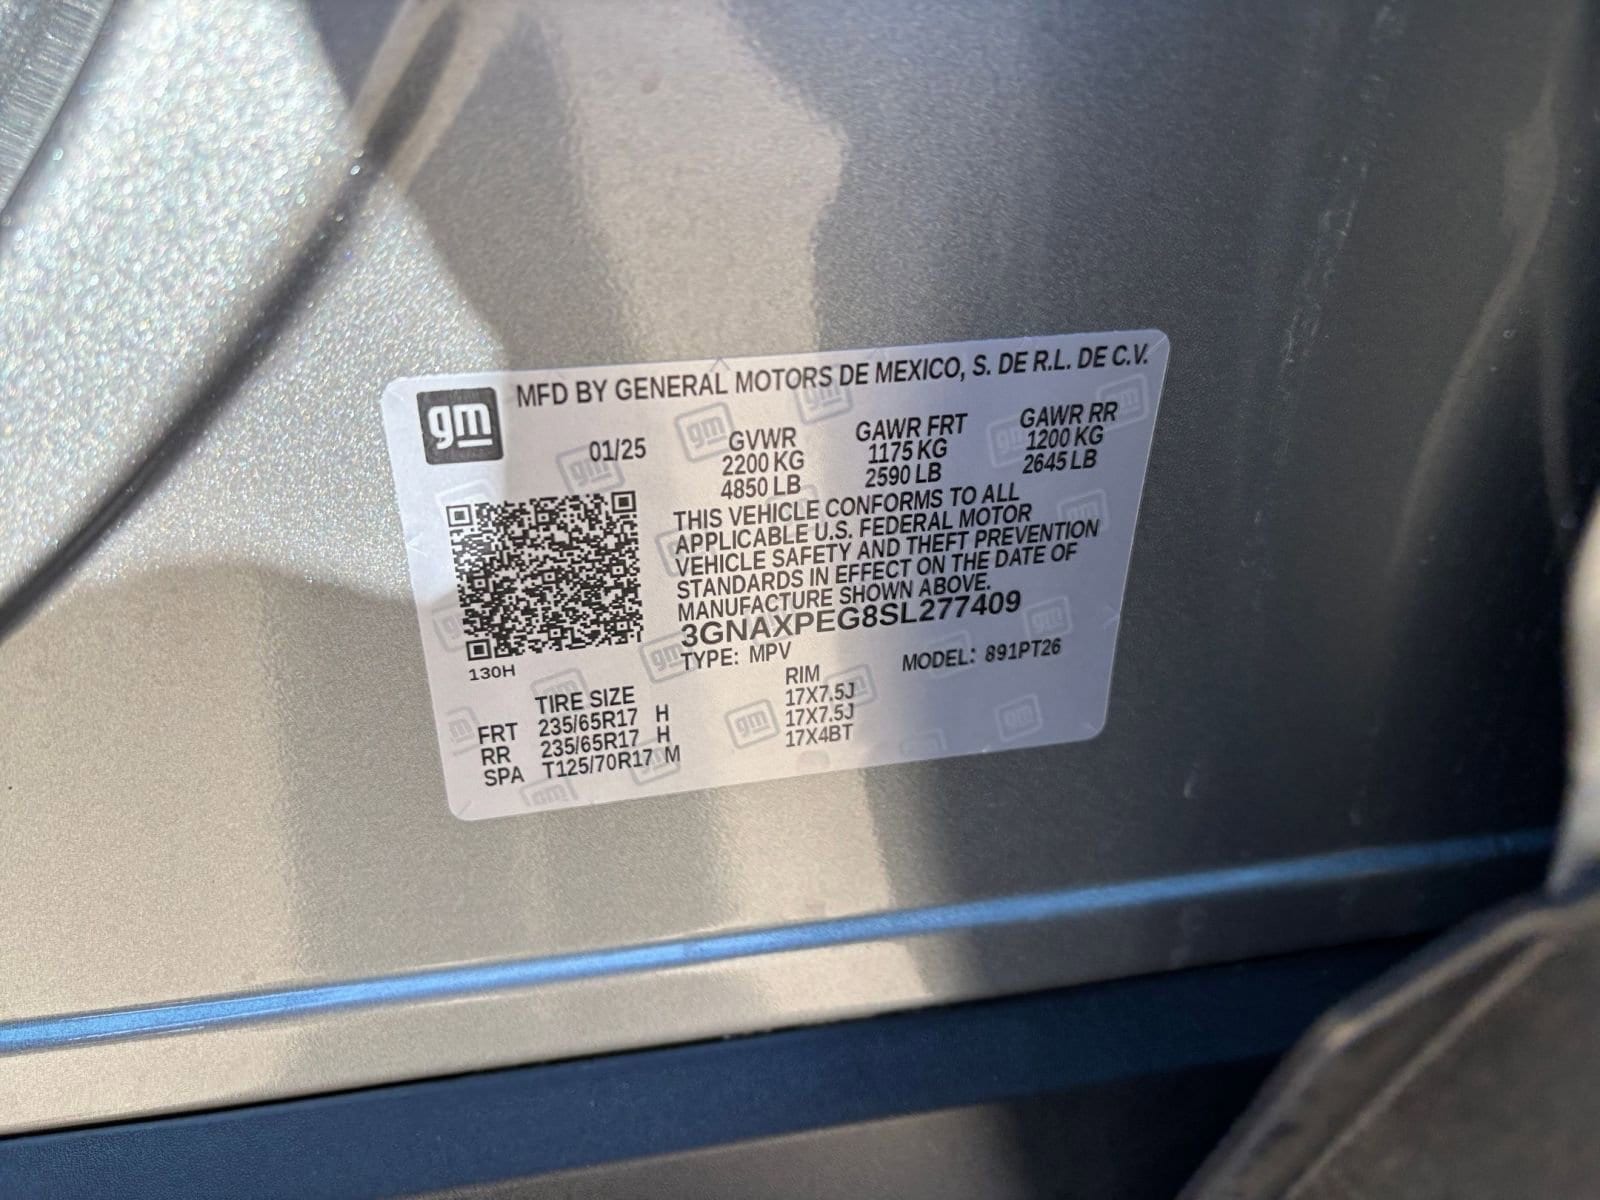 gm MFD BY GENERAL MOTORS DE MEXICO, S. DE R.L. DE C.V.
01/25
GVWR GAWR FRT GAWR RR
2200 KG 1175 KG 1200 KG
4850 LB 2590 LB 2645 LB
THIS VEHICLE CONFORMS TO ALL
APPLICABLE U.S. FEDERAL MOTOR
VEHICLE SAFETY AND THEFT PREVENTION
STANDARDS IN EFFECT ON THE DATE OF
MANUFACTURE SHOWN ABOVE.
3GNAXPEG8SL277409
TYPE: MPV MODEL: 891PT26
130H
TIRE SIZE RIM
FRT 235/65R17 H 17X7.5J
RR 235/65R17 H 17X7.5J
SPA T125/70R17 M 17X4BT